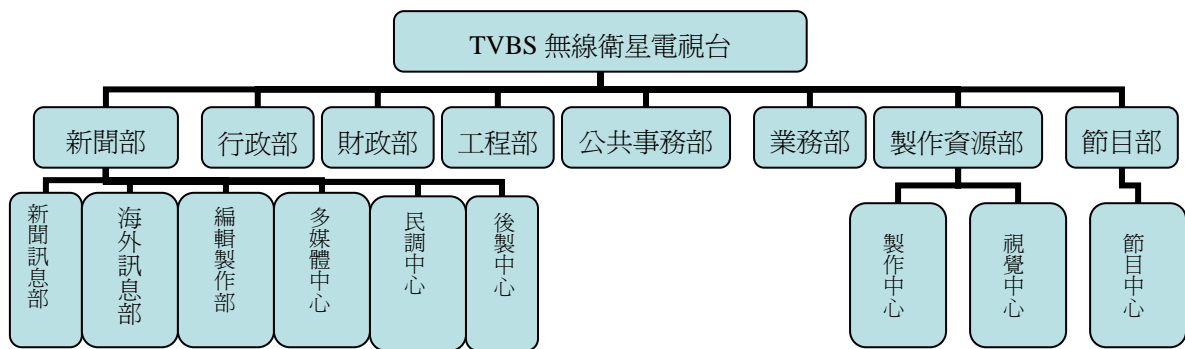 TVBS 無線衛星電視台
新聞部
行政部
財政部
工程部
公共事務部
業務部
製作資源部
節目部
新聞訊息部
海外訊息部
編輯製作部
多媒體中心
民調中心
後製中心
製作中心
視覺中心
節目中心